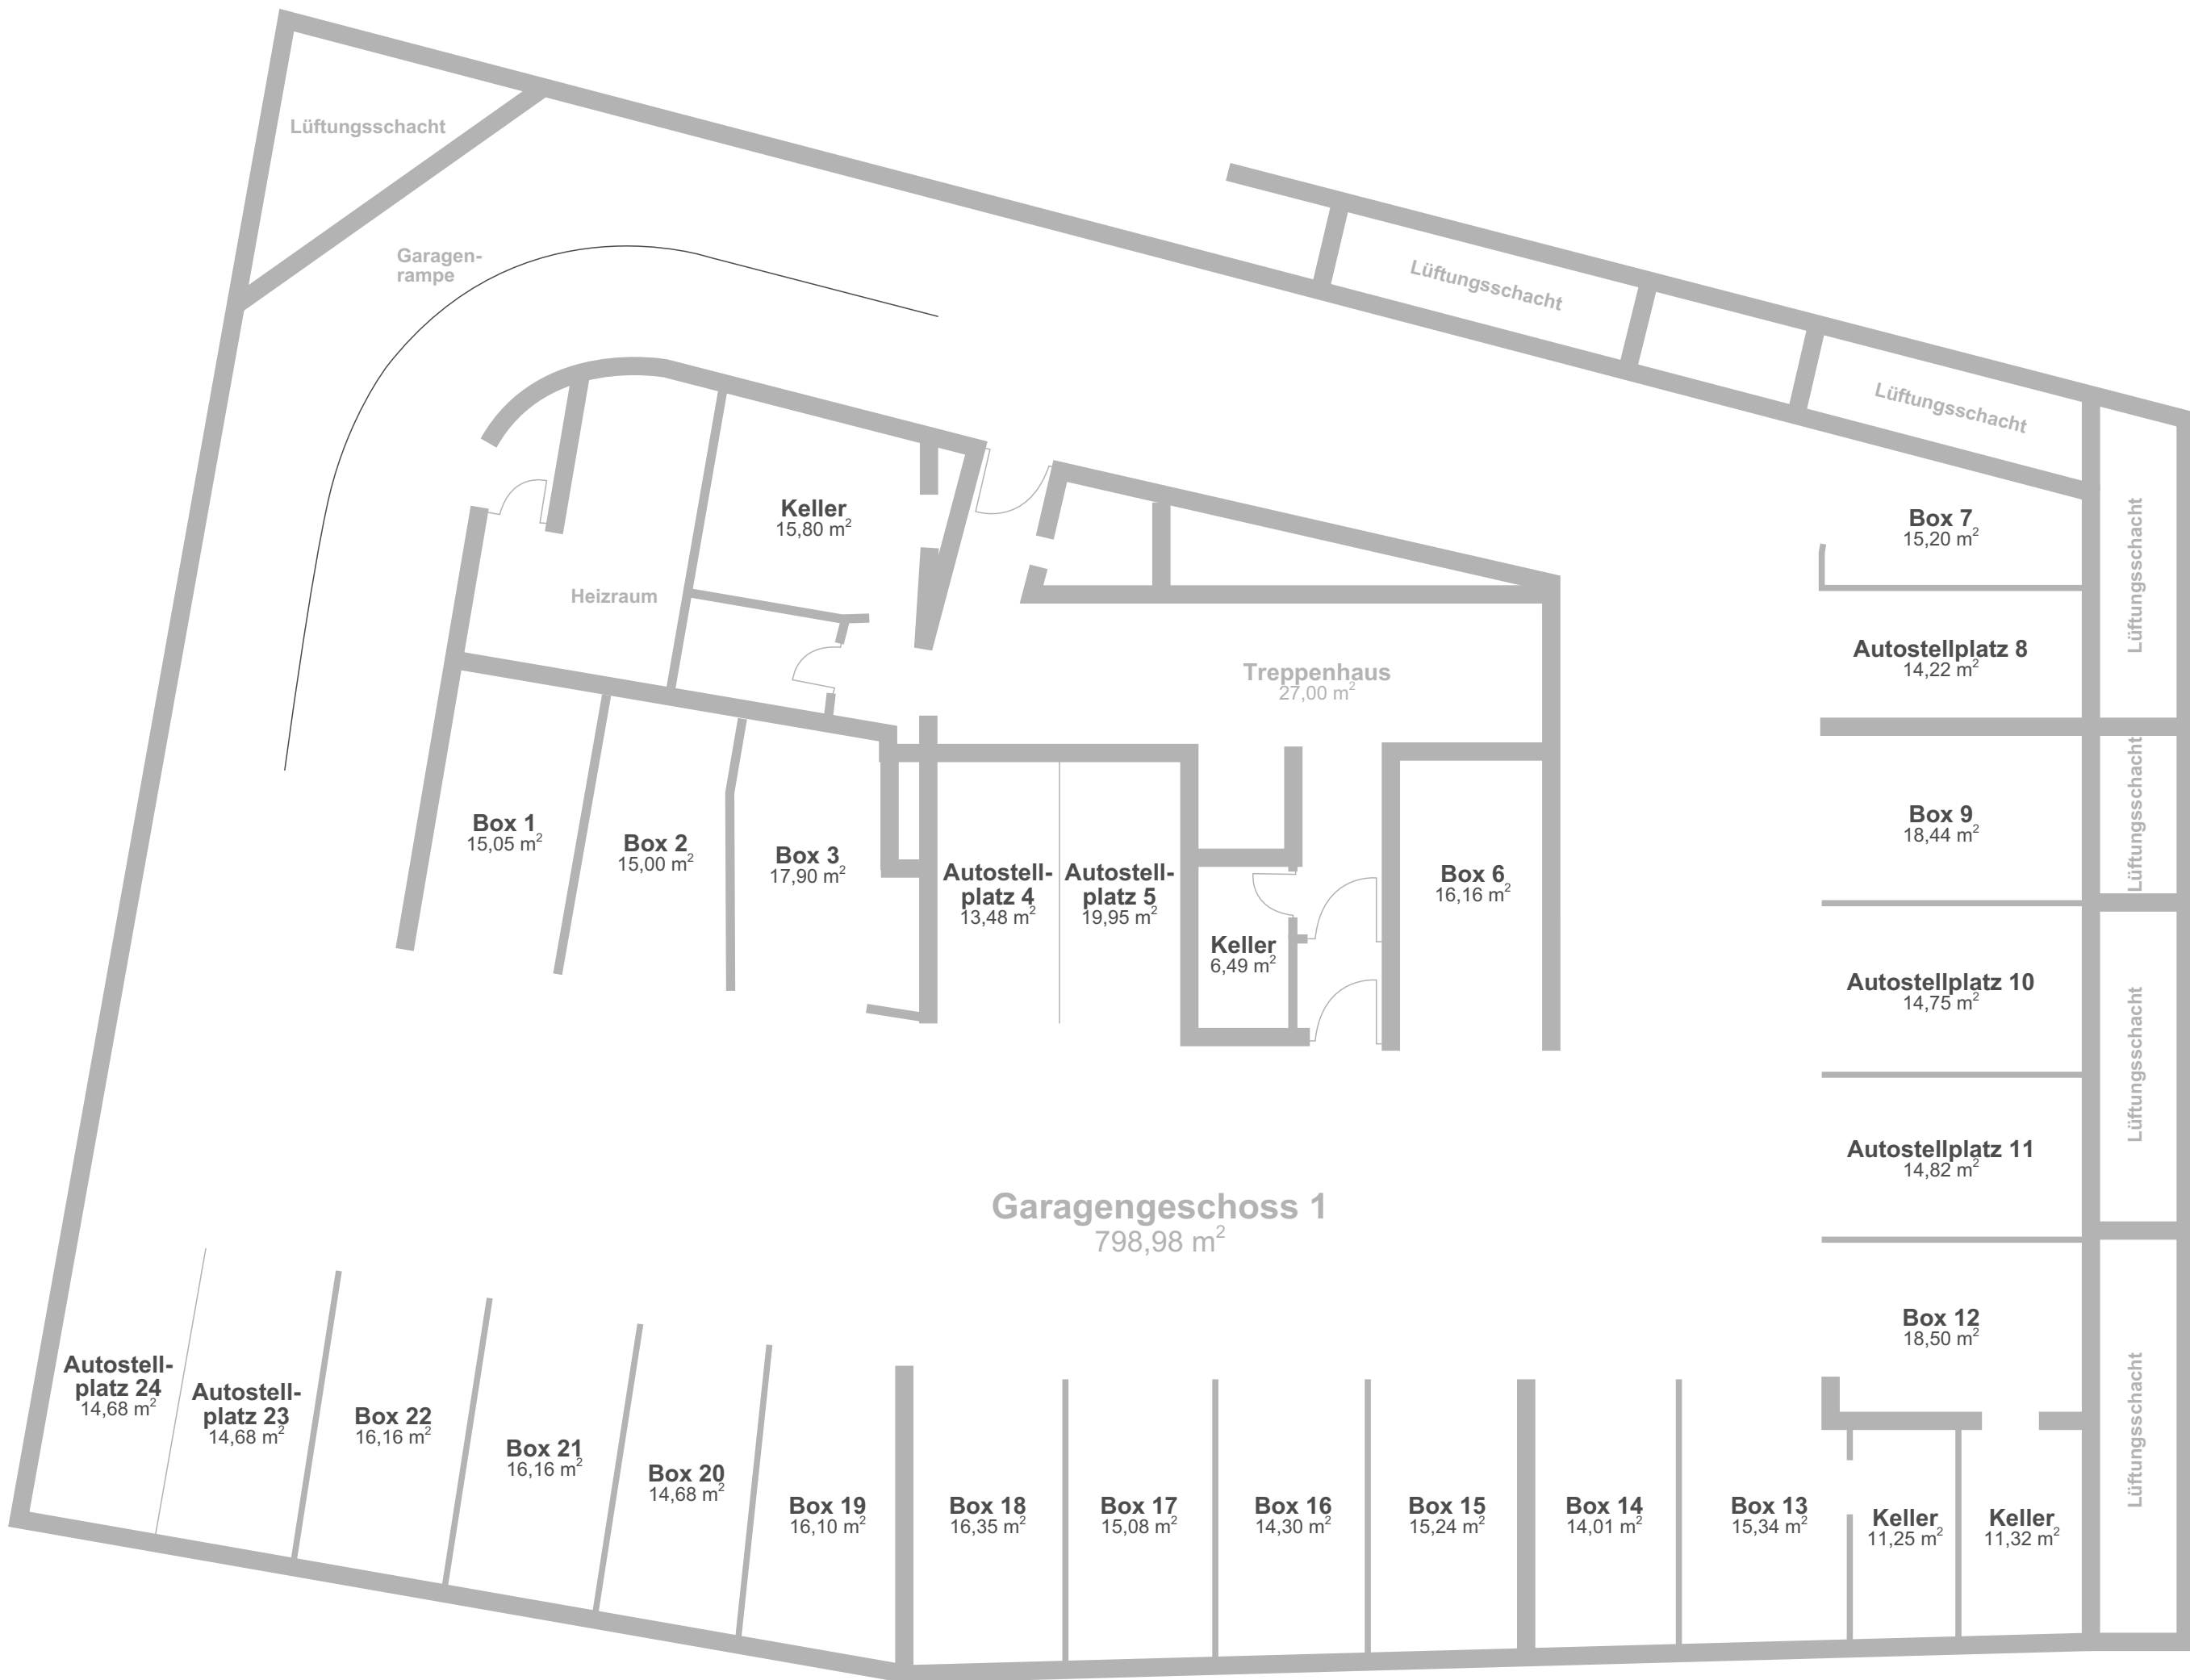 Lüftungsschacht
Garagen-
rampe
Lüftungsschacht
Lüftungsschacht
Keller
15,80 m²
Heizraum
Treppenhaus
27,00 m²
Box 7
15,20 m²
Lüftungsschacht
Autostellplatz 8
14,22 m²
Box 1
15,05 m²
Box 2
15,00 m²
Box 3
17,90 m²
Autostell-
platz 4
13,48 m²
Autostell-
platz 5
19,95 m²
Keller
6,49 m²
Box 6
16,16 m²
Box 9
18,44 m²
Lüftungsschacht
Autostellplatz 10
14,75 m²
Lüftungsschacht
Autostellplatz 11
14,82 m²
Garagengeschoss 1
798,98 m²
Box 12
18,50 m²
Lüftungsschacht
Autostell-
platz 24
14,68 m²
Autostell-
platz 23
14,68 m²
Box 22
16,16 m²
Box 21
16,16 m²
Box 20
14,68 m²
Box 19
16,10 m²
Box 18
16,35 m²
Box 17
15,08 m²
Box 16
14,30 m²
Box 15
15,24 m²
Box 14
14,01 m²
Box 13
15,34 m²
Keller
11,25 m²
Keller
11,32 m²